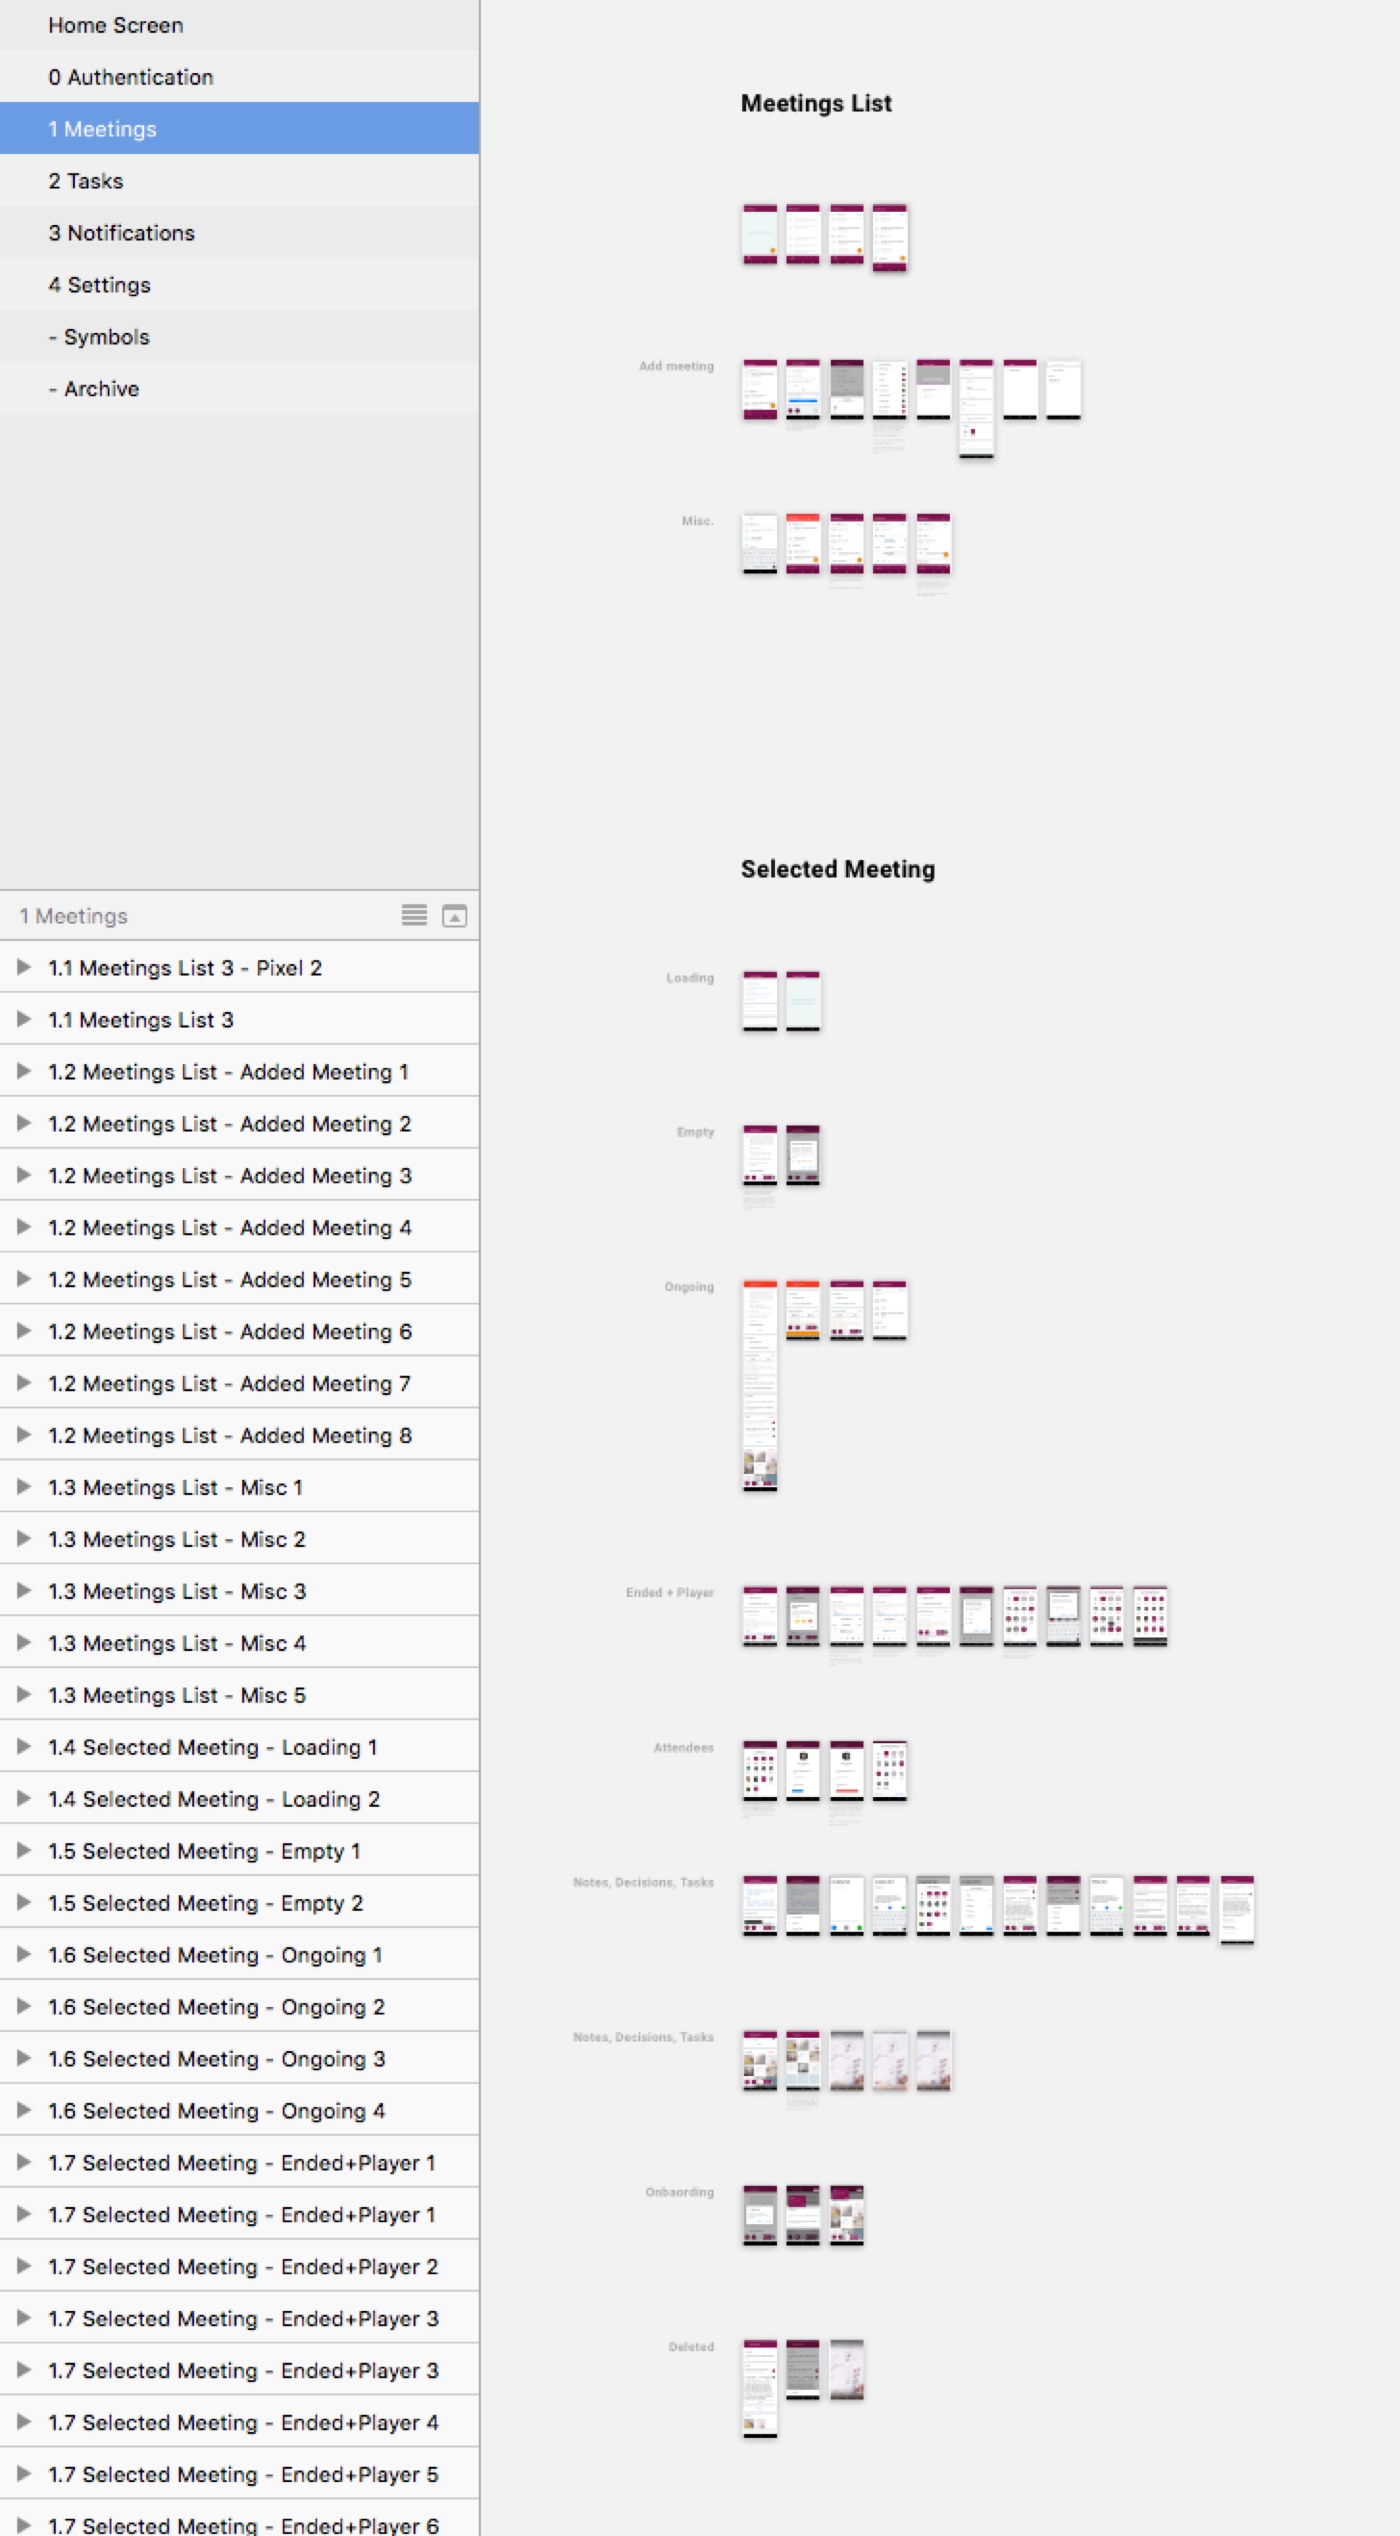 Home Screen
0 Authentication
1 Meetings
2 Tasks
3 Notifications
4 Settings
- Symbols
- Archive
1 Meetings
1.1 Meetings List 3 - Pixel 2
1.1 Meetings List 3
1.2 Meetings List - Added Meeting 1
1.2 Meetings List - Added Meeting 2
1.2 Meetings List - Added Meeting 3
1.2 Meetings List - Added Meeting 4
1.2 Meetings List - Added Meeting 5
1.2 Meetings List - Added Meeting 6
1.2 Meetings List - Added Meeting 7
1.2 Meetings List - Added Meeting 8
1.3 Meetings List - Misc 1
1.3 Meetings List - Misc 2
1.3 Meetings List - Misc 3
1.3 Meetings List - Misc 4
1.3 Meetings List - Misc 5
1.4 Selected Meeting - Loading 1
1.4 Selected Meeting - Loading 2
1.5 Selected Meeting - Empty 1
1.5 Selected Meeting - Empty 2
1.6 Selected Meeting - Ongoing 1
1.6 Selected Meeting - Ongoing 2
1.6 Selected Meeting - Ongoing 3
1.6 Selected Meeting - Ongoing 4
1.7 Selected Meeting - Ended+Player 1
1.7 Selected Meeting - Ended+Player 1
1.7 Selected Meeting - Ended+Player 2
1.7 Selected Meeting - Ended+Player 3
1.7 Selected Meeting - Ended+Player 3
1.7 Selected Meeting - Ended+Player 4
1.7 Selected Meeting - Ended+Player 5
1.7 Selected Meeting - Ended+Player 6
Meetings List
Add meeting
Misc.
Selected Meeting
Loading
Empty
Ongoing
Ended + Player
Attendees
Notes, Decisions, Tasks
Notes, Decisions, Tasks
Onbaording
Deleted